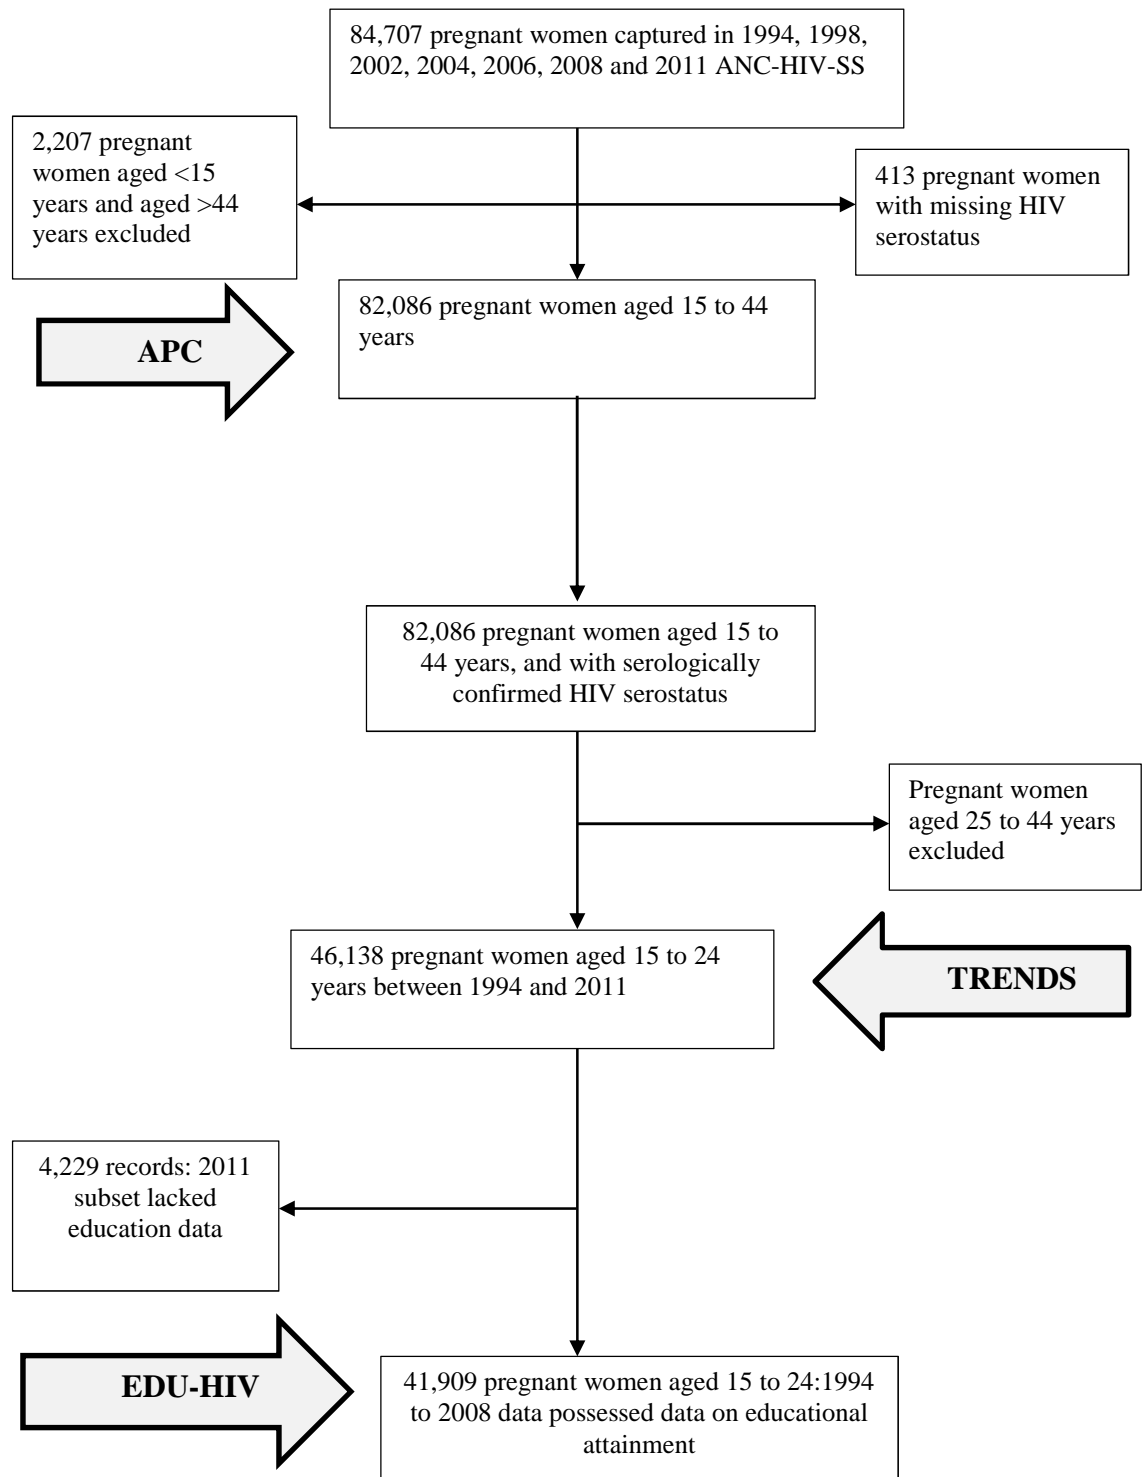 84,707 pregnant women captured in 1994, 1998,
2002, 2004, 2006, 2008 and 2011 ANC-HIV-SS
2,207 pregnant
women aged <15
years and aged >44
years excluded
413 pregnant women
with missing HIV
serostatus
82,086 pregnant women aged 15 to 44
years
APC
82,086 pregnant women aged 15 to
44 years, and with serologically
confirmed HIV serostatus
Pregnant women
aged 25 to 44 years
excluded
46,138 pregnant women aged 15 to 24
years between 1994 and 2011
TRENDS
4,229 records: 2011
subset lacked
education data
EDU-HIV
41,909 pregnant women aged 15 to 24:1994
to 2008 data possessed data on educational
attainment